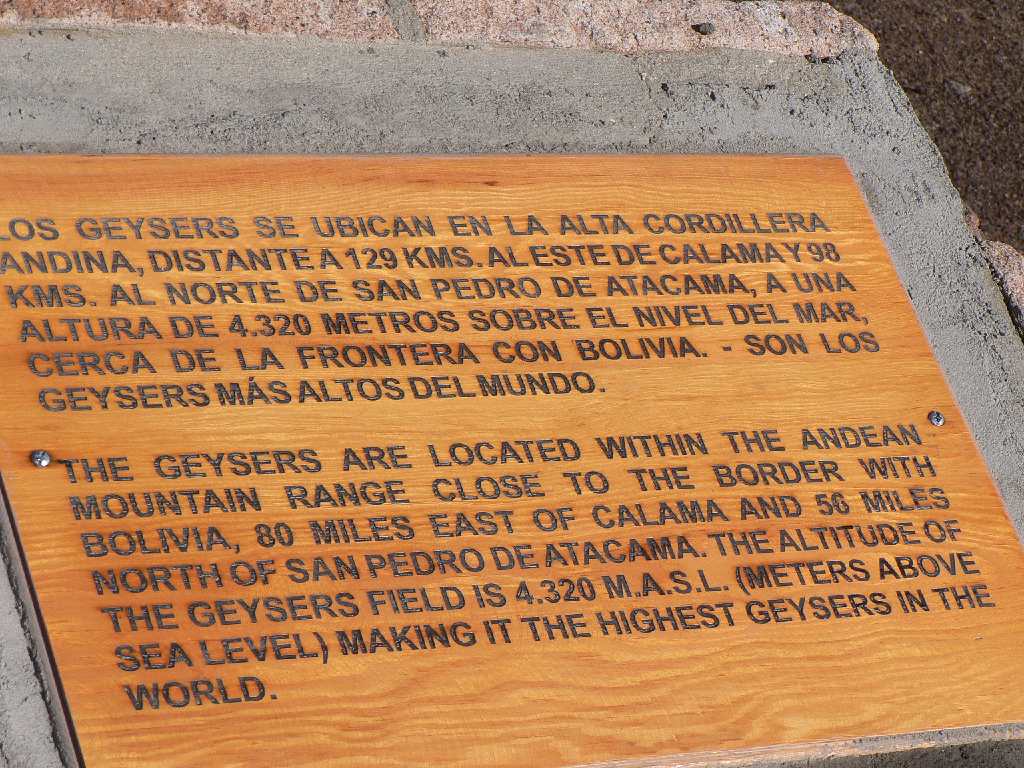 LOS GEYSERS SE UBICAN EN LA ALTA CORDILLERA
ANDINA, DISTANTE A 129 KMS. AL ESTE DE CALAMA Y 98
KMS. AL NORTE DE SAN PEDRO DE ATACAMA, A UNA
ALTURA DE 4.320 METROS SOBRE EL NIVEL DEL MAR,
CERCA DE LA FRONTERA CON BOLIVIA. - SON LOS
GEYSERS MÁS ALTOS DEL MUNDO.
THE GEYSERS ARE LOCATED WITHIN THE ANDEAN
MOUNTAIN RANGE CLOSE TO THE BORDER WITH
BOLIVIA, 80 MILES EAST OF CALAMA AND 56 MILES
NORTH OF SAN PEDRO DE ATACAMA. THE ALTITUDE OF
THE GEYSERS FIELD IS 4.320 M.A.S.L. (METERS ABOVE
SEA LEVEL) MAKING IT THE HIGHEST GEYSERS IN THE
WORLD.